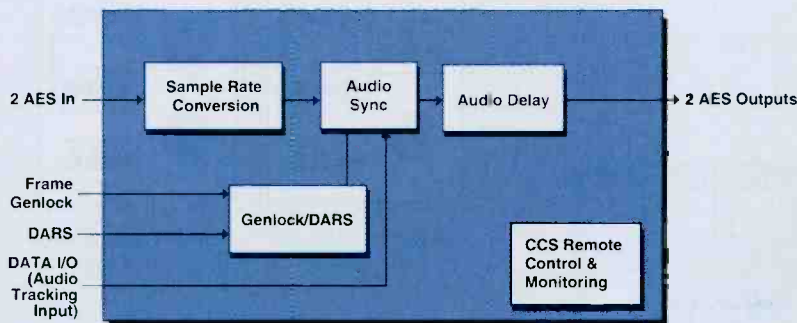 2 AES In
Sample Rate
Conversion
Audio
Sync
Audio Delay
2 AES Outputs
Frame
Genlock
DARS
Genlock/DARS
DATA I/O
(Audio
Tracking
Input)
CCS Remote
Control &
Monitoring